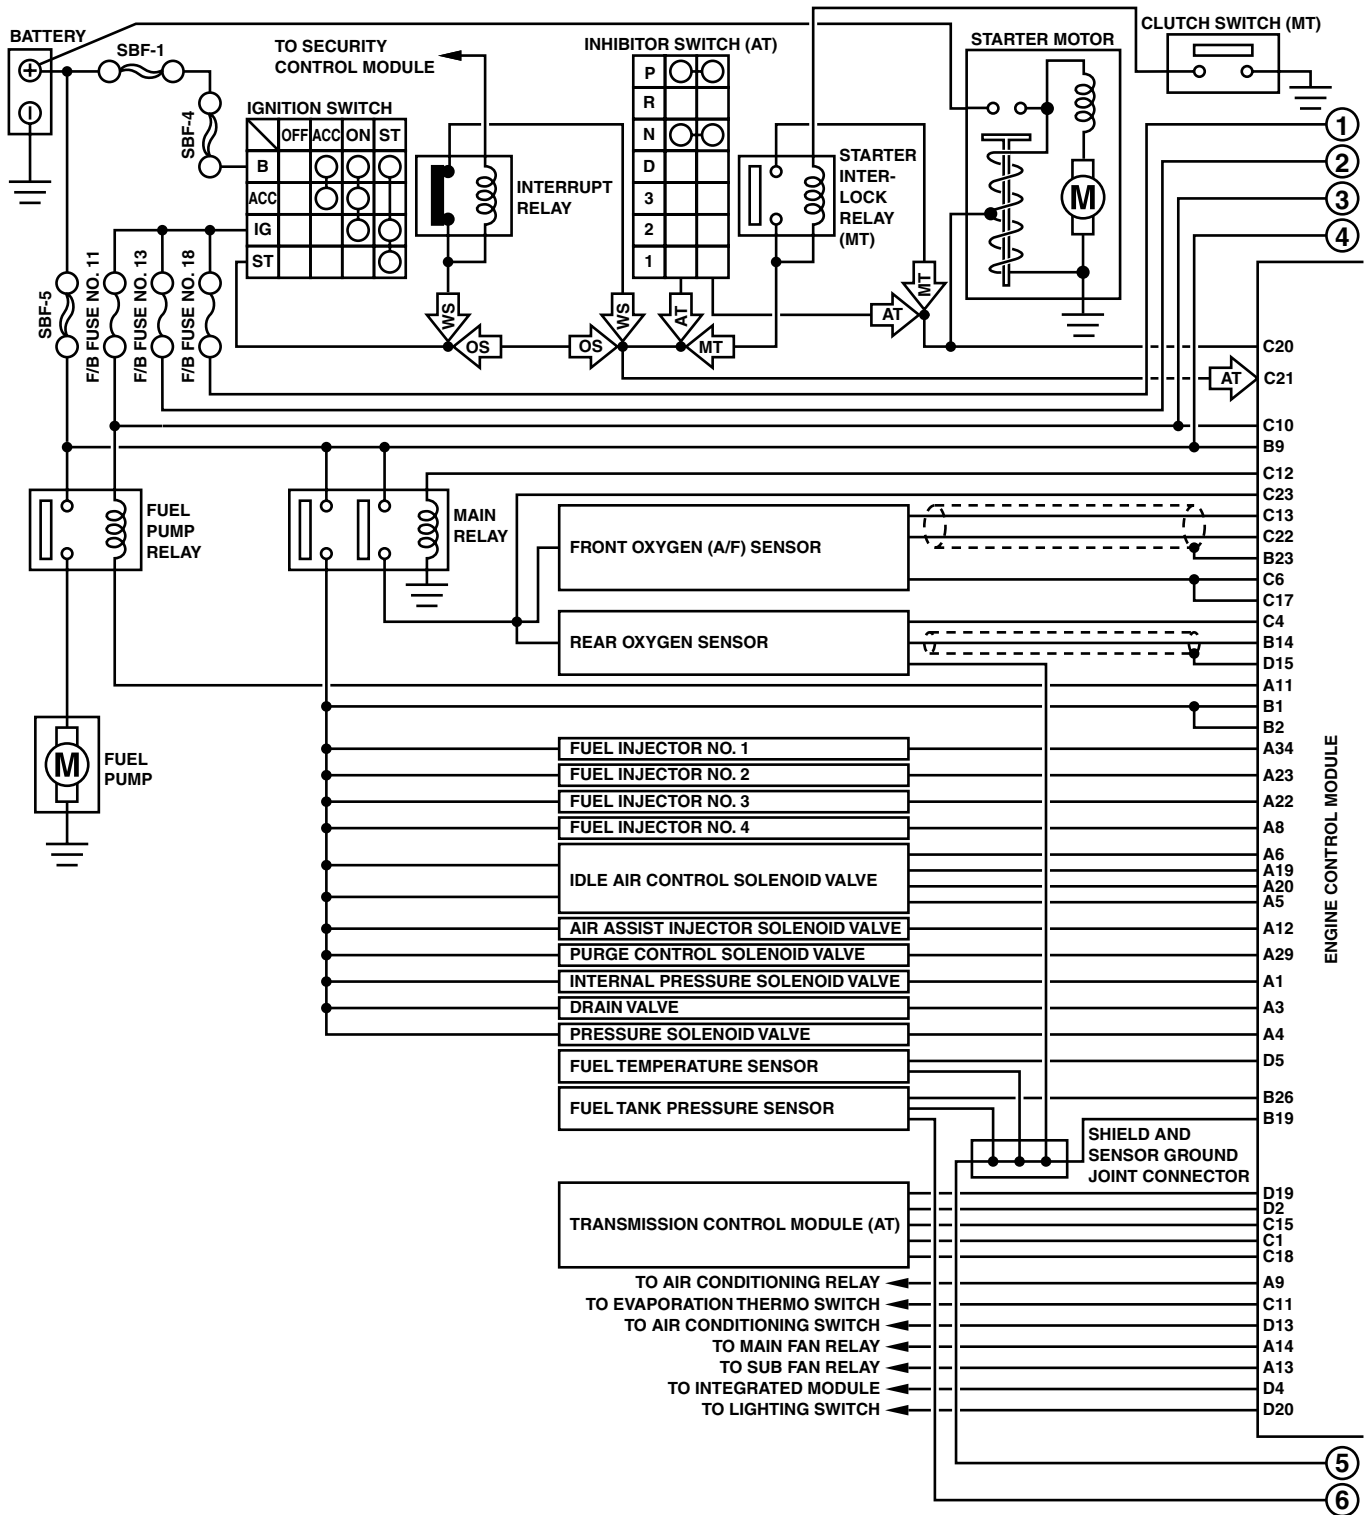 BATTERY
SBF-1
TO SECURITY
CONTROL MODULE
INHIBITOR SWITCH (AT)
STARTER MOTOR
CLUTCH SWITCH (MT)
SBF-4
IGNITION SWITCH
OFF ACC ON ST
B
ACC
IG
ST
INTERRUPT
RELAY
P
R
N
D
3
2
1
STARTER
INTER-
LOCK
RELAY
(MT)
M
1
2
3
4
SBF-5
F/B FUSE NO. 11
F/B FUSE NO. 13
F/B FUSE NO. 18
WS
OS
OS
WS
AT
MT
AT
MT
AT
C20
C21
C10
B9
C12
C23
C13
C22
B23
C6
C17
C4
B14
D15
A11
B1
B2
A34
A23
A22
A8
A6
A19
A20
A5
A12
A29
A1
A3
A4
D5
B26
B19
D19
D2
C15
C1
C18
A9
C11
D13
A14
A13
D4
D20
ENGINE CONTROL MODULE
FUEL
PUMP
RELAY
MAIN
RELAY
FRONT OXYGEN (A/F) SENSOR
REAR OXYGEN SENSOR
M
FUEL
PUMP
FUEL INJECTOR NO. 1
FUEL INJECTOR NO. 2
FUEL INJECTOR NO. 3
FUEL INJECTOR NO. 4
IDLE AIR CONTROL SOLENOID VALVE
AIR ASSIST INJECTOR SOLENOID VALVE
PURGE CONTROL SOLENOID VALVE
INTERNAL PRESSURE SOLENOID VALVE
DRAIN VALVE
PRESSURE SOLENOID VALVE
FUEL TEMPERATURE SENSOR
FUEL TANK PRESSURE SENSOR
SHIELD AND
SENSOR GROUND
JOINT CONNECTOR
TRANSMISSION CONTROL MODULE (AT)
TO AIR CONDITIONING RELAY
TO EVAPORATION THERMO SWITCH
TO AIR CONDITIONING SWITCH
TO MAIN FAN RELAY
TO SUB FAN RELAY
TO INTEGRATED MODULE
TO LIGHTING SWITCH
5
6